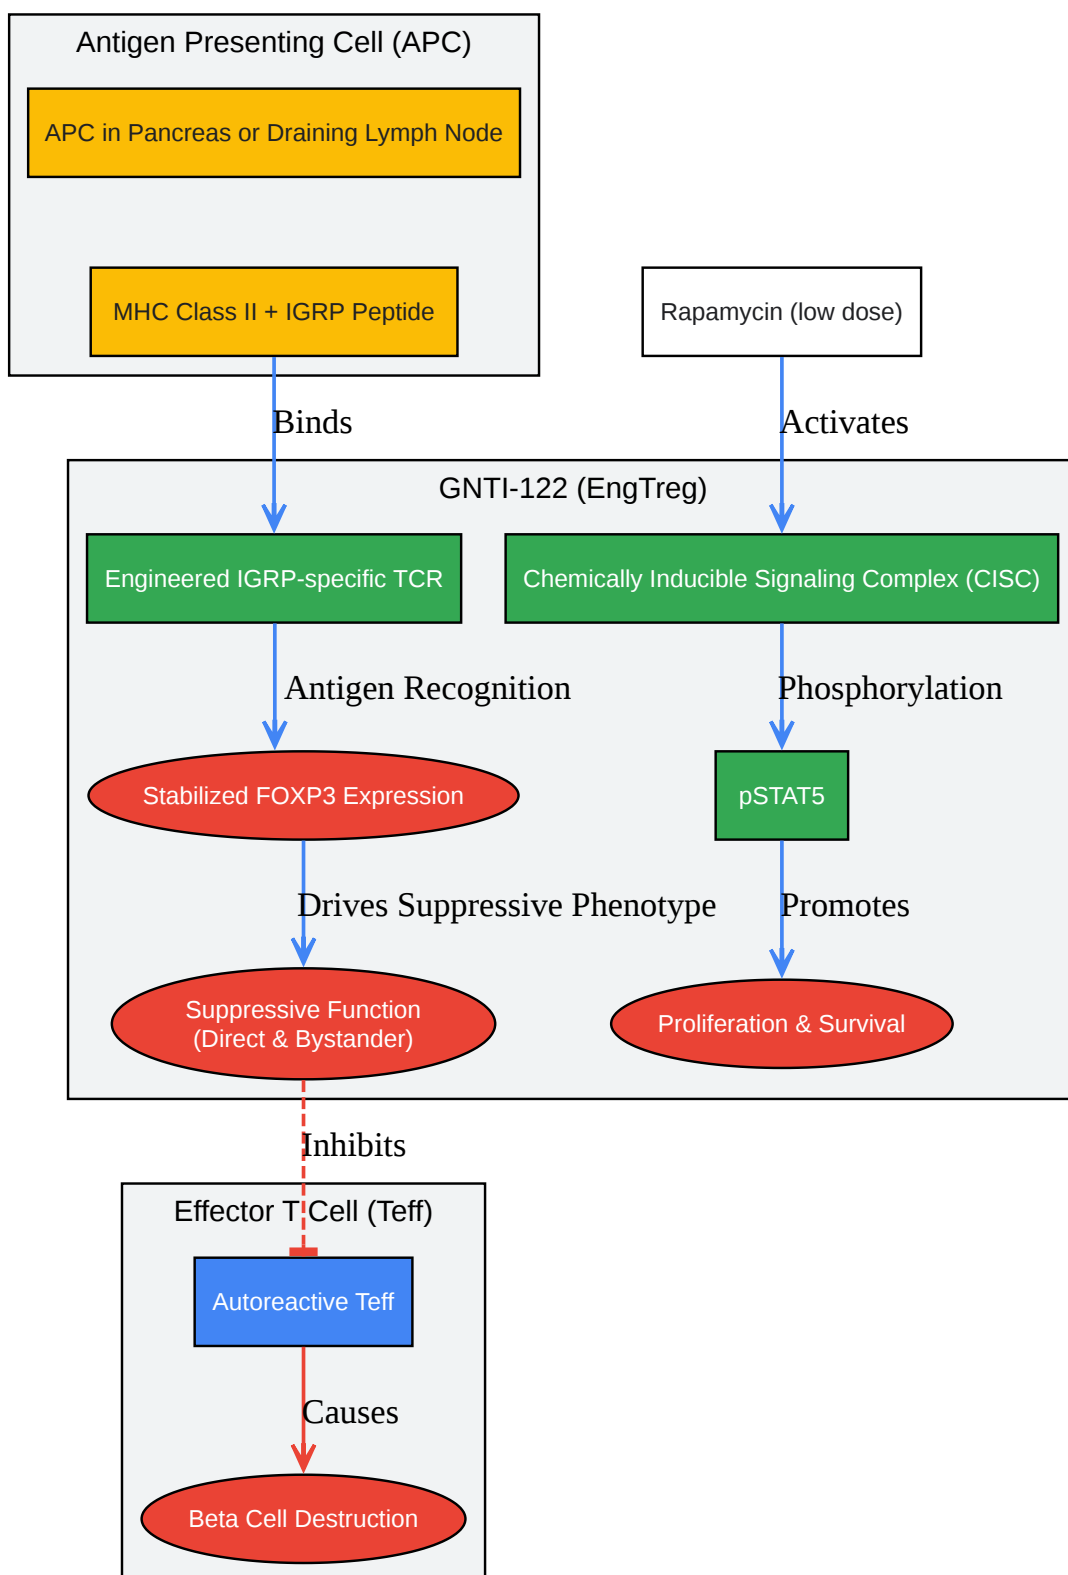 Antigen Presenting Cell (APC)
APC in Pancreas or Draining Lymph Node
MHC Class II + IGRP Peptide
Rapamycin (low dose)
Binds
Activates
GNTI-122 (EngTreg)
Engineered IGRP-specific TCR
Chemically Inducible Signaling Complex (CISC)
Antigen Recognition
Phosphorylation
Stabilized FOXP3 Expression
pSTAT5
Drives Suppressive Phenotype
Promotes
Suppressive Function
(Direct & Bystander)
Proliferation & Survival
Inhibits
Effector T Cell (Teff)
Autoreactive Teff
Causes
Beta Cell Destruction